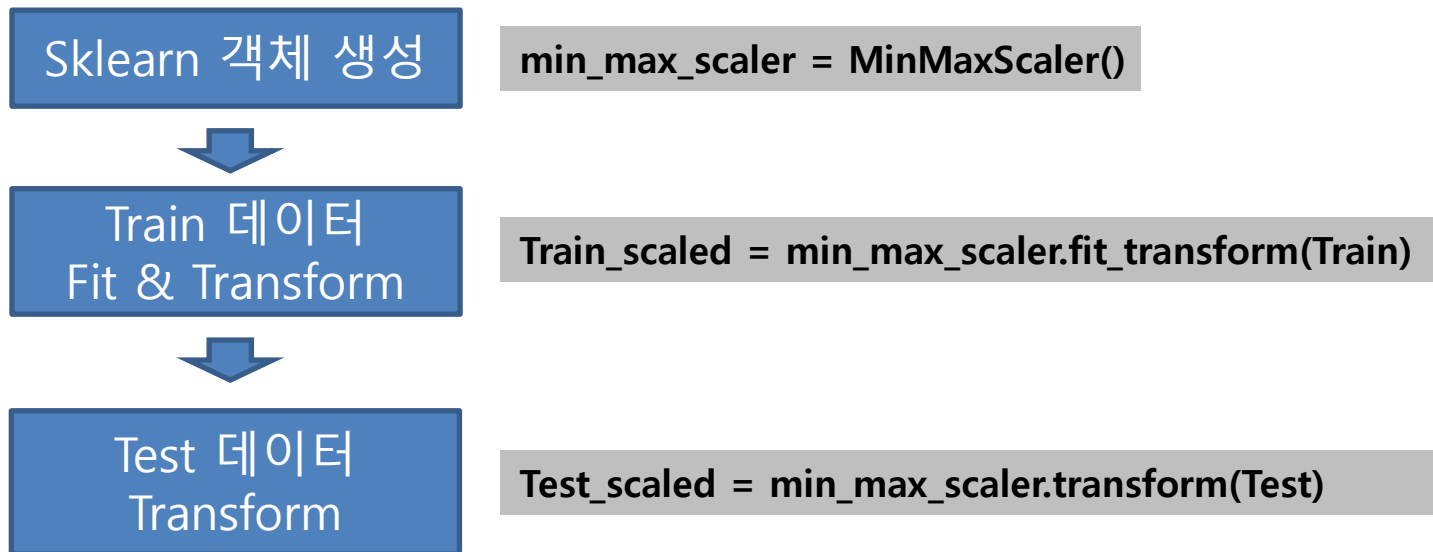 Sklearn 객체 생성
min_max_scaler = MinMaxScaler()
Train 데이터
Fit & Transform
Train_scaled = min_max_scaler.fit_transform(Train)
Test 데이터
Transform
Test_scaled = min_max_scaler.transform(Test)